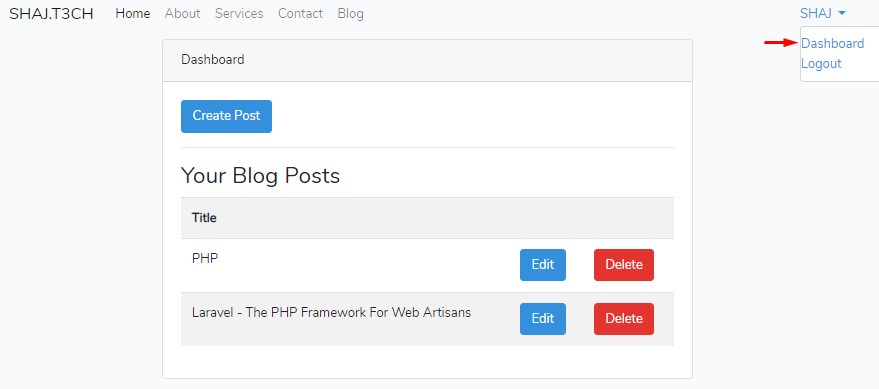 SHAJ.T3CH Home About Services Contact Blog SHAJ
Dashboard
Logout
Dashboard
Create Post
Your Blog Posts
Title
PHP Edit Delete
Laravel - The PHP Framework For Web Artisans Edit Delete